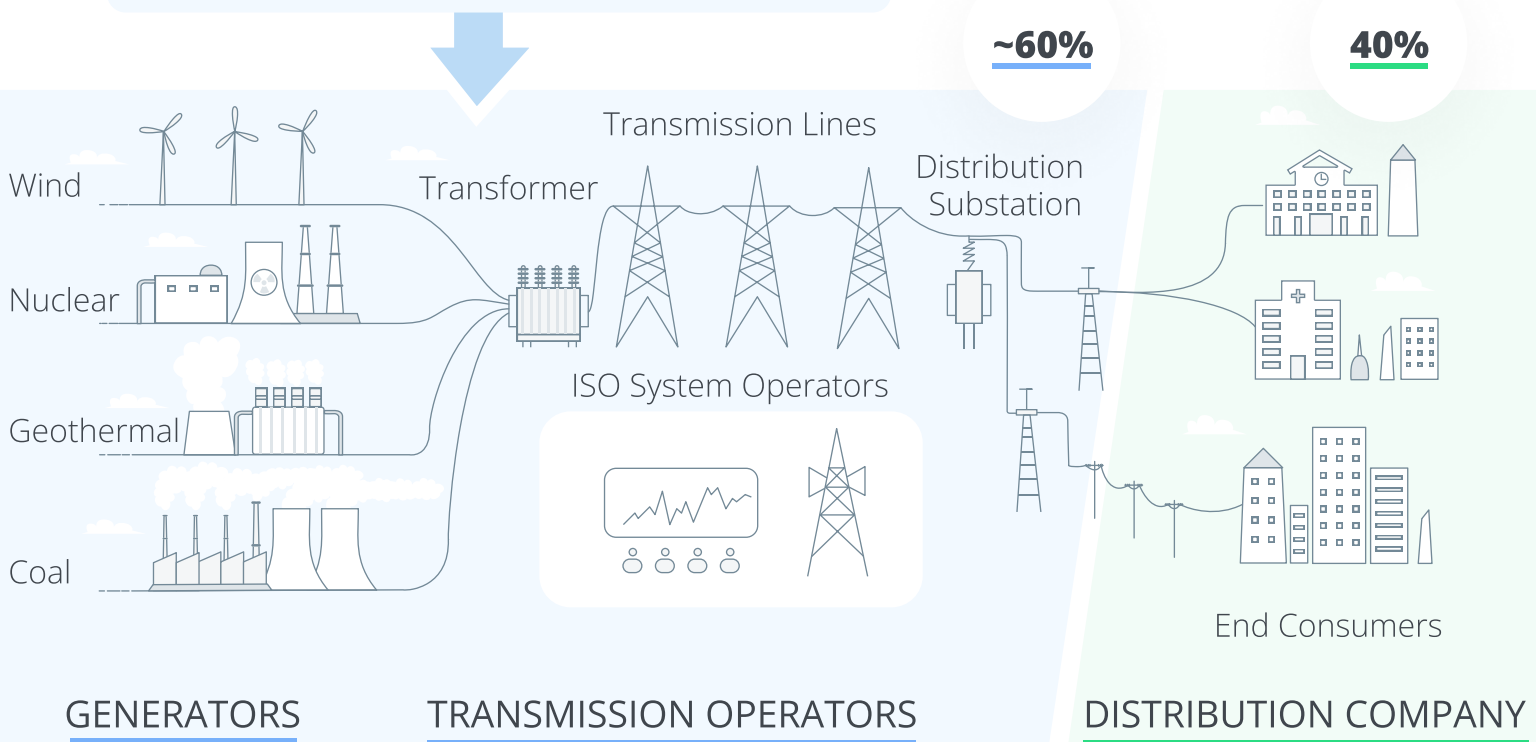 ~60%
40%
Transmission Lines
Distribution
Substation
Transformer
Wind
Nuclear
ISO System Operators
Geothermal
Coal
End Consumers
GENERATORS
TRANSMISSION OPERATORS
DISTRIBUTION COMPANY